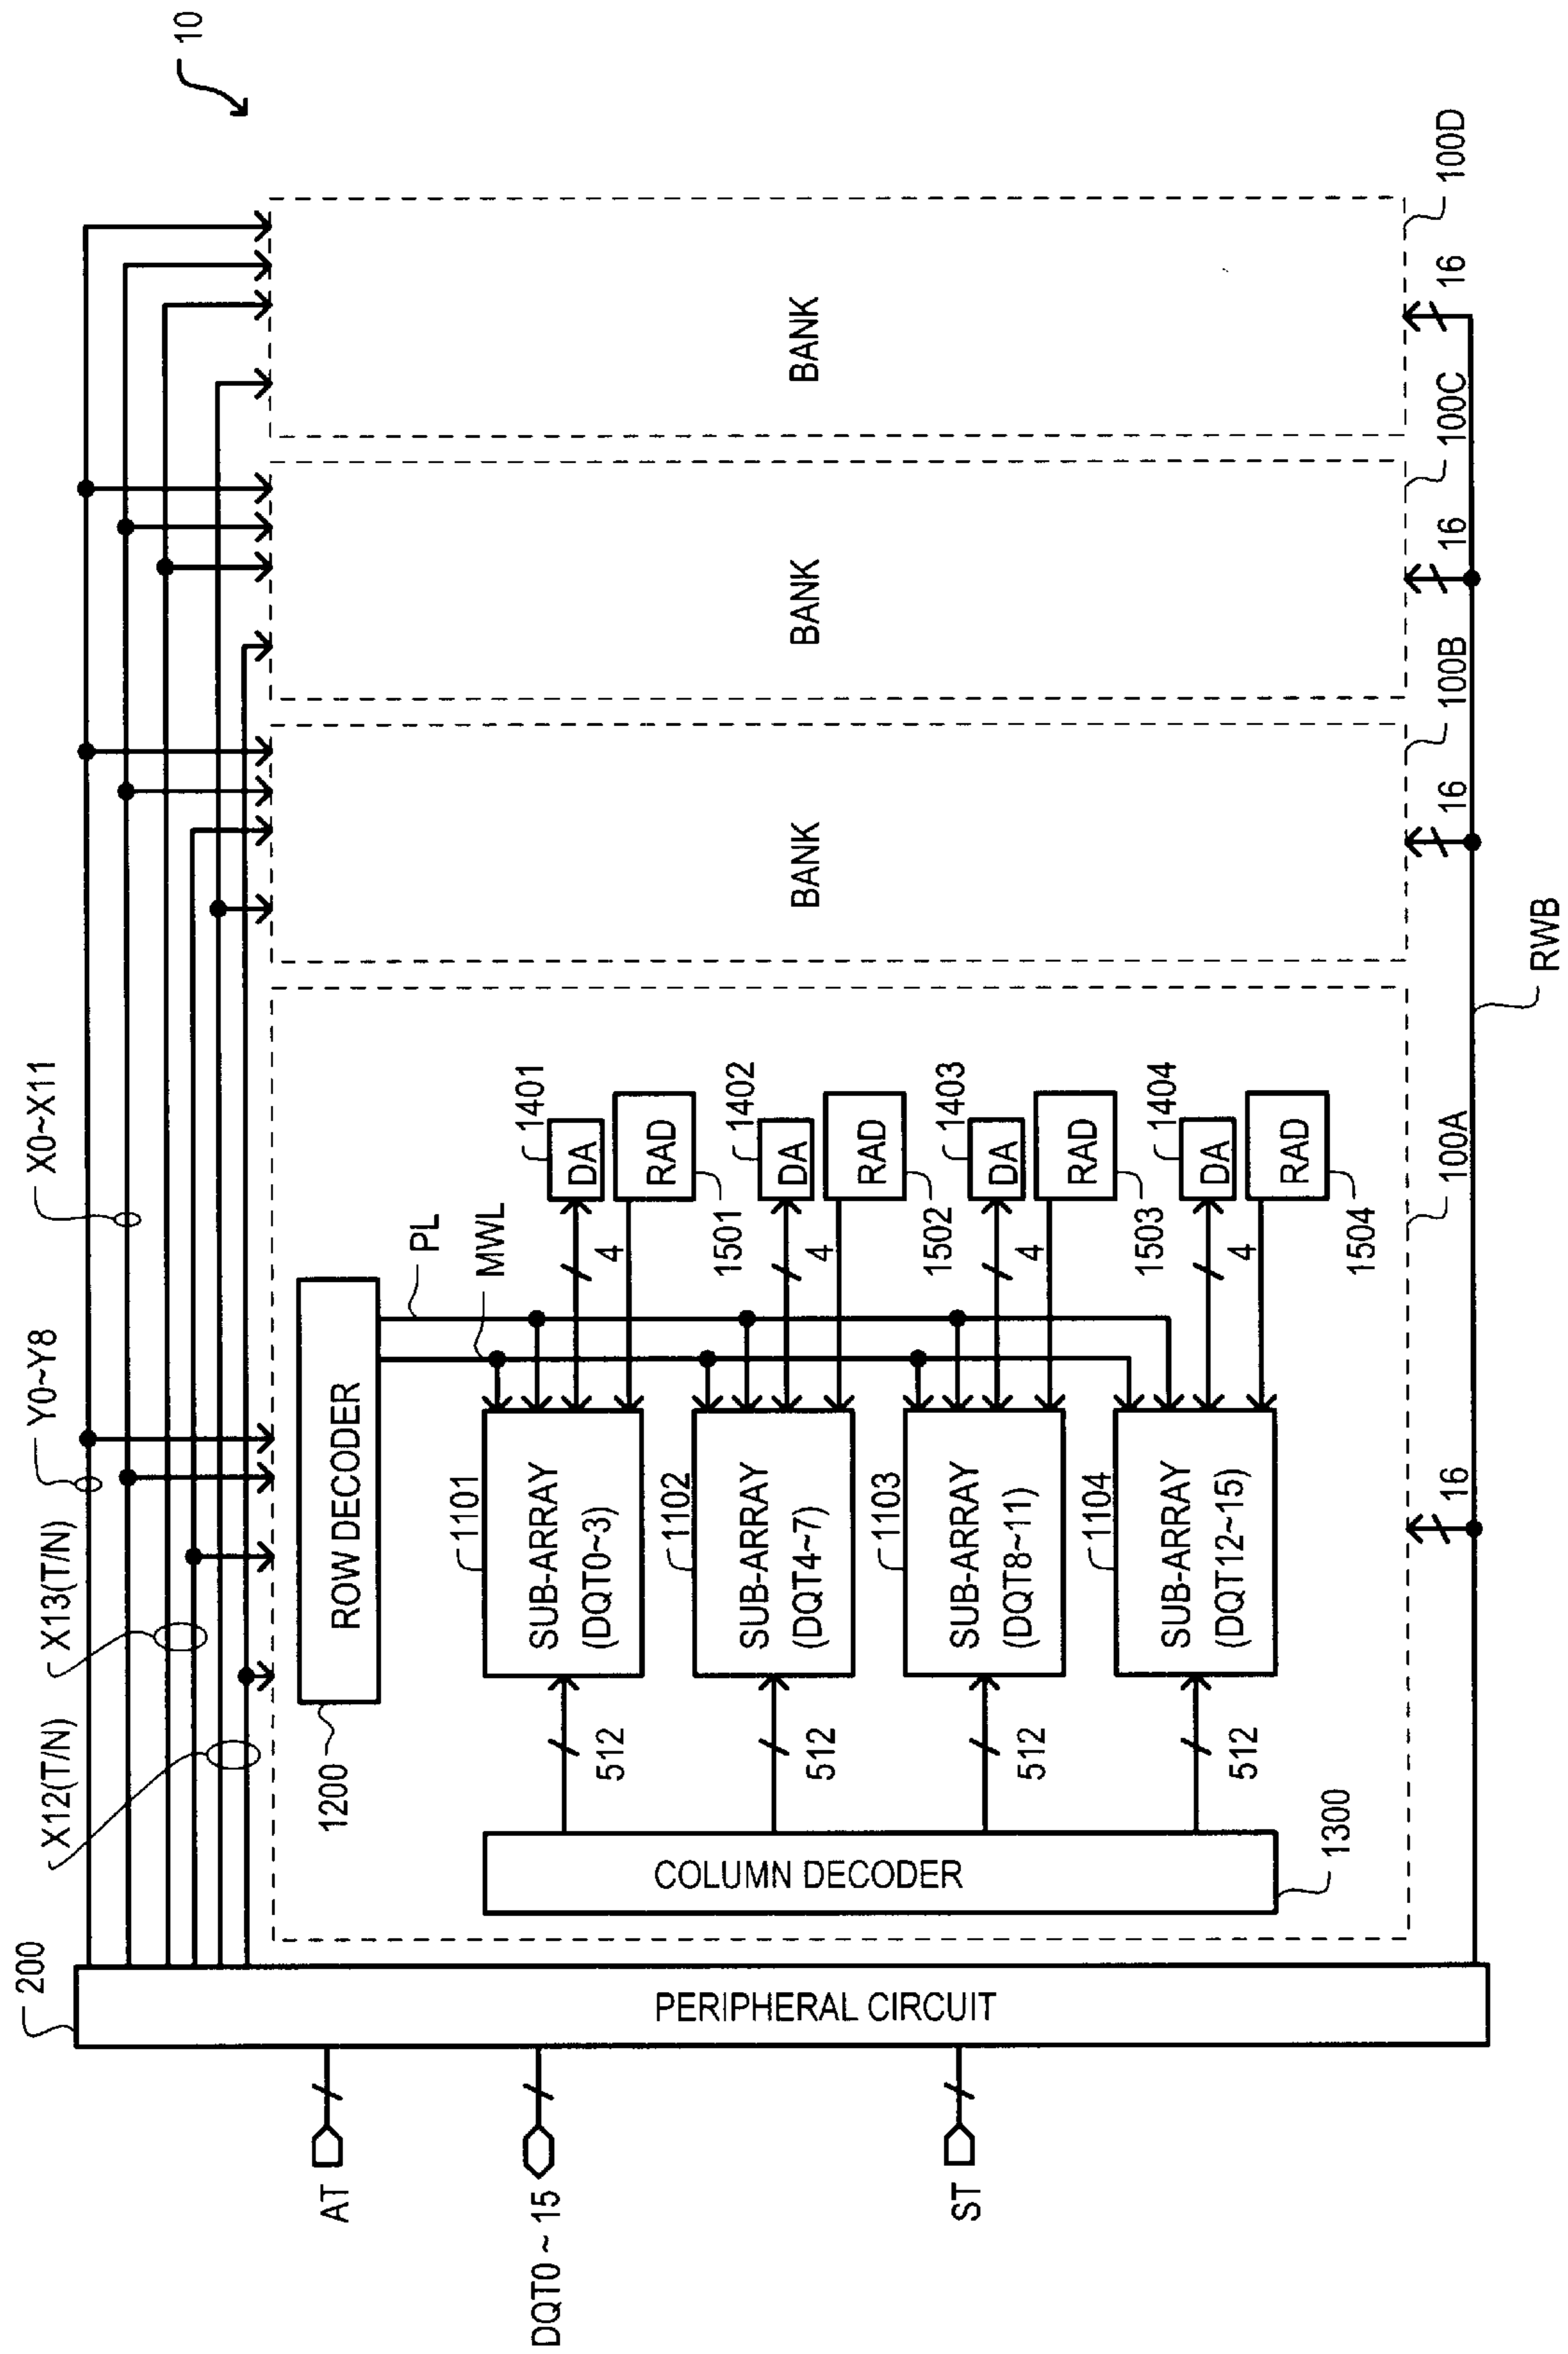 10
X0~X11
Y0~Y8
X13(T/N)
X12(T/N)
200
PERIPHERAL CIRCUIT
AT
DQT0 ~ 15
ST
100D
16
BANK
100C
16
BANK
100B
16
BANK
100A
16
RWB
ROW DECODER
1200
PL
MWL
COLUMN DECODER
1300
1101
SUB-ARRAY
(DQT0~3)
512
4
1401
DA
RAD
1501
1102
SUB-ARRAY
(DQT4~7)
512
4
1402
DA
RAD
1502
1103
SUB-ARRAY
(DQT8~11)
512
4
1403
DA
RAD
1503
1104
SUB-ARRAY
(DQT12~15)
512
4
1404
DA
RAD
1504